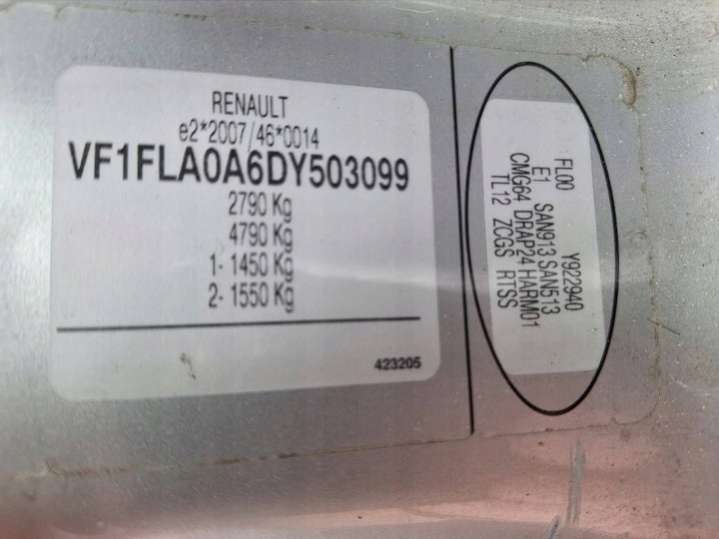 RENAULT
e2*2007/46*0014
VF1FLA0A6DY503099
2790 Kg
4790 Kg
1- 1450 Kg
2- 1550 Kg
423205
FL00 Y922940
E1 SAN913 SAN513
CMG64 DRAP24 HARM01
TL12 ZCGS RTSS